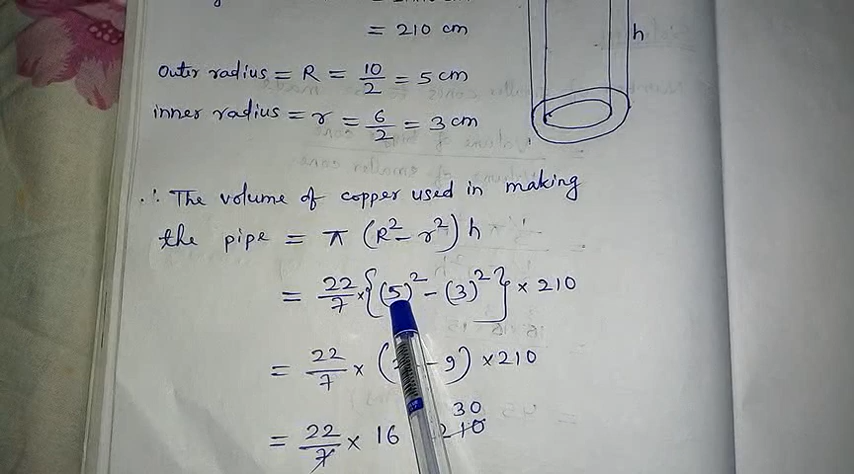 = 210 cm
h
Outer radius = R = 10/2 = 5 cm
inner radius = r = 6/2 = 3 cm
∴ The volume of copper used in making
the pipe = π (R² - r²) h
= 22/7 × {(5)² - (3)²} × 210
= 22/7 × ( - 9) × 210
30
= 22/7 × 16 210